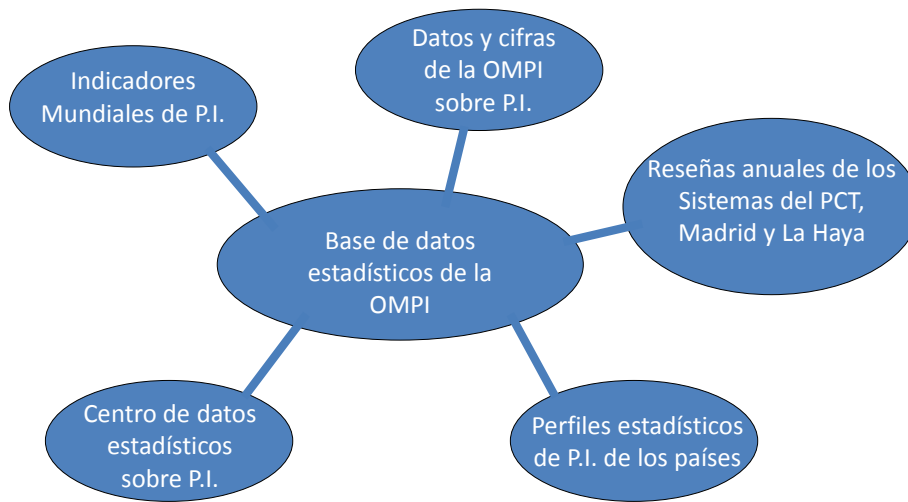 Indicadores
Mundiales de P.I.
Datos y cifras
de la OMPI
sobre P.I.
Reseñas anuales de los
Sistemas del PCT,
Madrid y La Haya
Base de datos
estadísticos de la
OMPI
Centro de datos
estadísticos
sobre P.I.
Perfiles estadísticos
de P.I. de los países